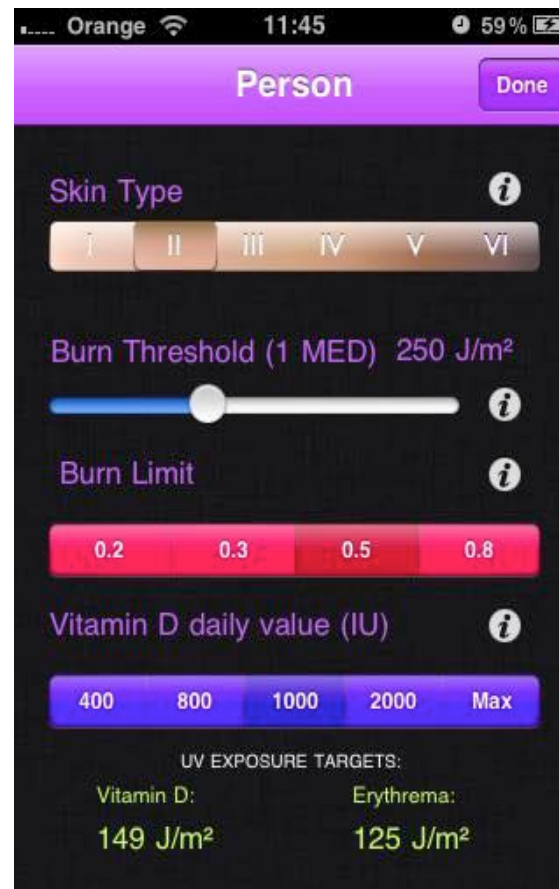 Orange 11:45 59%
Person Done
Skin Type
I II III IV V VI
Burn Threshold (1 MED) 250 J/m²
Burn Limit
0.2 0.3 0.5 0.8
Vitamin D daily value (IU)
400 800 1000 2000 Max
UV EXPOSURE TARGETS:
Vitamin D: Erythrema:
149 J/m² 125 J/m²